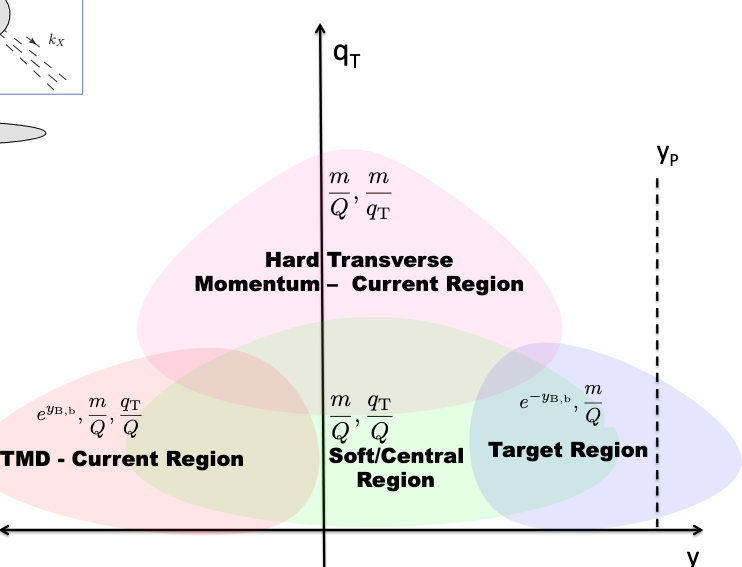 k_X
q_T
y_P
m/Q, m/q_T
Hard Transverse
Momentum – Current Region
e^{y_{B,b}}, m/Q, q_T/Q
m/Q, q_T/Q
e^{-y_{B,b}}, m/Q
TMD - Current Region
Soft/Central
Region
Target Region
y